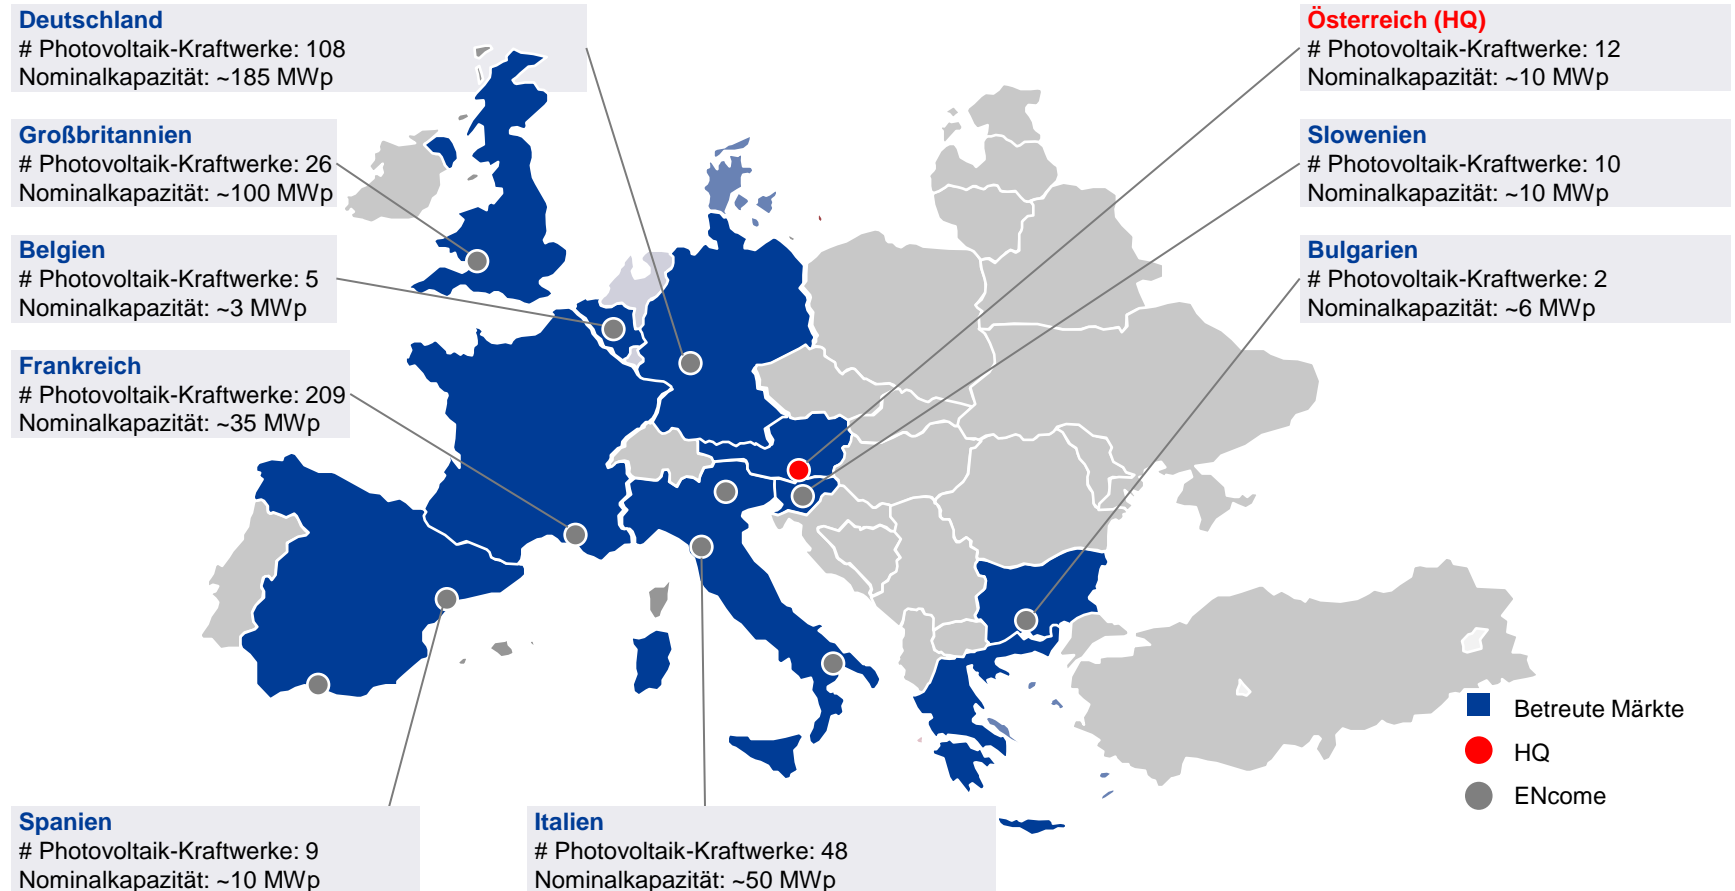 Deutschland
# Photovoltaik-Kraftwerke: 108
Nominalkapazität: ~185 MWp
Großbritannien
# Photovoltaik-Kraftwerke: 26
Nominalkapazität: ~100 MWp
Belgien
# Photovoltaik-Kraftwerke: 5
Nominalkapazität: ~3 MWp
Frankreich
# Photovoltaik-Kraftwerke: 209
Nominalkapazität: ~35 MWp
Spanien
# Photovoltaik-Kraftwerke: 9
Nominalkapazität: ~10 MWp
Italien
# Photovoltaik-Kraftwerke: 48
Nominalkapazität: ~50 MWp
Österreich (HQ)
# Photovoltaik-Kraftwerke: 12
Nominalkapazität: ~10 MWp
Slowenien
# Photovoltaik-Kraftwerke: 10
Nominalkapazität: ~10 MWp
Bulgarien
# Photovoltaik-Kraftwerke: 2
Nominalkapazität: ~6 MWp
Betreute Märkte
HQ
ENcome